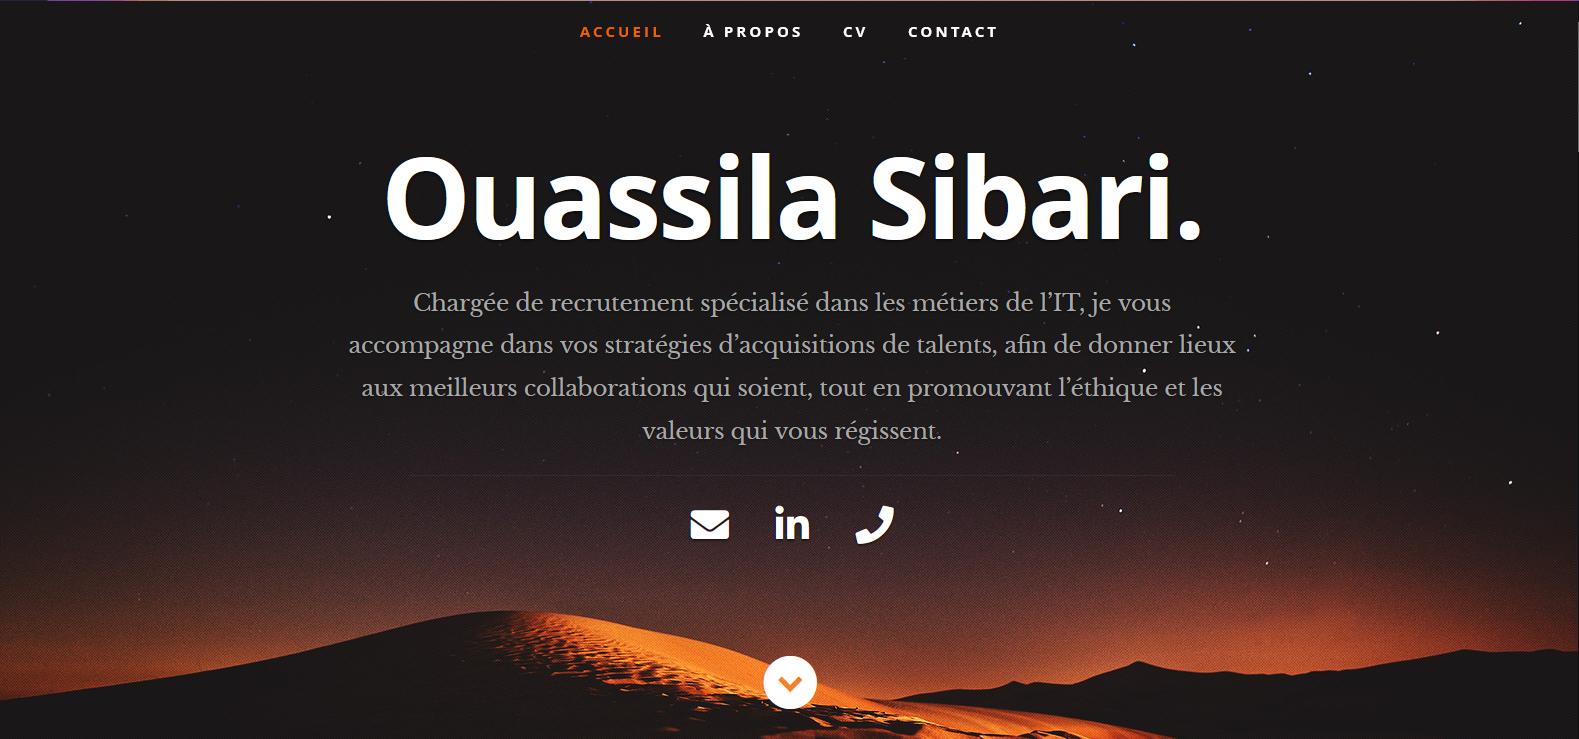 ACCUEIL À PROPOS CV CONTACT
Ouassila Sibari.
Chargée de recrutement spécialisé dans les métiers de l’IT, je vous
accompagne dans vos stratégies d’acquisitions de talents, afin de donner lieux
aux meilleurs collaborations qui soient, tout en promouvant l’éthique et les
valeurs qui vous régissent.
in